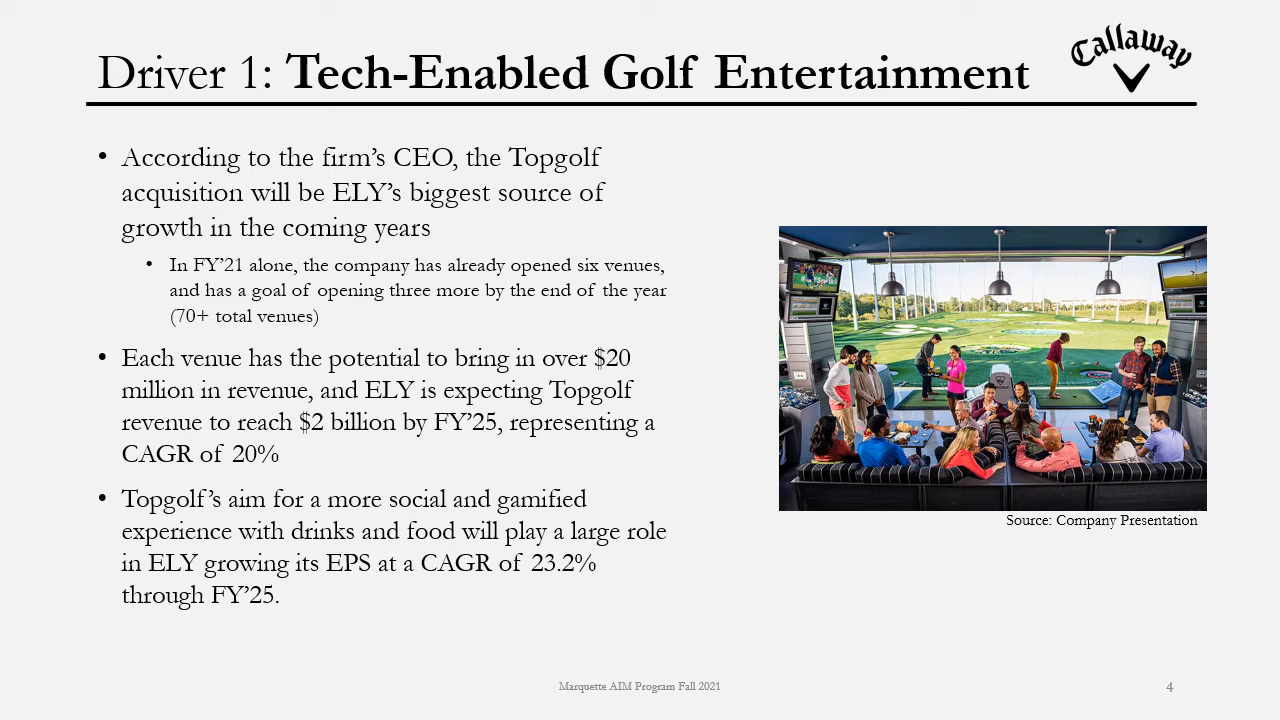 Driver 1: Tech-Enabled Golf Entertainment
Callaway
• According to the firm's CEO, the Topgolf
acquisition will be ELY's biggest source of
growth in the coming years
• In FY'21 alone, the company has already opened six venues,
and has a goal of opening three more by the end of the year
(70+ total venues)
• Each venue has the potential to bring in over $20
million in revenue, and ELY is expecting Topgolf
revenue to reach $2 billion by FY'25, representing a
CAGR of 20%
• Topgolf's aim for a more social and gamified
experience with drinks and food will play a large role
in ELY growing its EPS at a CAGR of 23.2%
through FY'25.
Source: Company Presentation
Marquette AIM Program Fall 2021
4